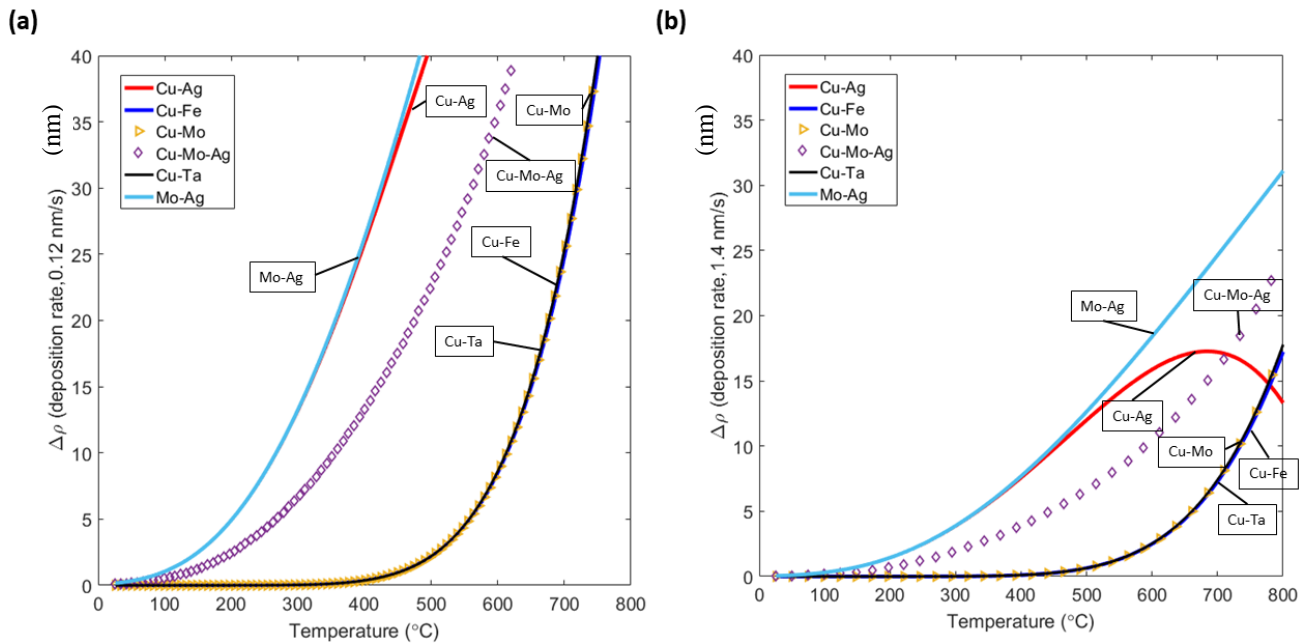 (a)
40
35
30
25
20
15
10
5
0
(nm)
Δρ (deposition rate,0.12 nm/s)
Cu-Ag
Cu-Fe
Cu-Mo
Cu-Mo-Ag
Cu-Ta
Mo-Ag
Cu-Ag
Cu-Mo
Cu-Mo-Ag
Cu-Fe
Mo-Ag
Cu-Ta
0 100 200 300 400 500 600 700 800
Temperature (°C)
(b)
40
35
30
25
20
15
10
5
0
(nm)
Δρ (deposition rate,1.4 nm/s)
Cu-Ag
Cu-Fe
Cu-Mo
Cu-Mo-Ag
Cu-Ta
Mo-Ag
Cu-Mo-Ag
Mo-Ag
Cu-Ag
Cu-Mo
Cu-Fe
Cu-Ta
0 100 200 300 400 500 600 700 800
Temperature (°C)